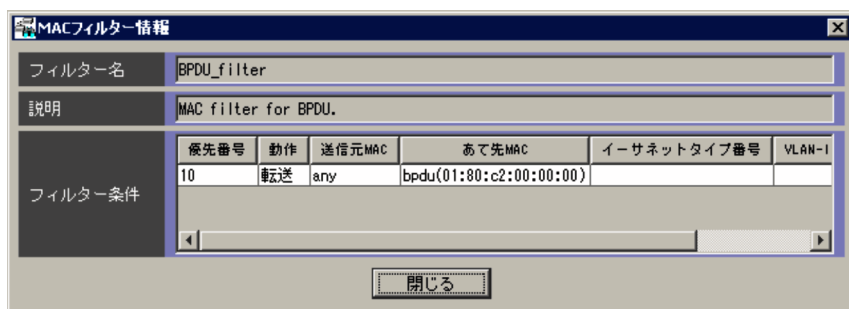 MACフィルター情報
フィルター名 BPDU_filter
説明 MAC filter for BPDU.
優先番号 動作 送信元MAC あて先MAC イーサネットタイプ番号 VLAN-I
10 転送 any bpdu(01:80:c2:00:00:00)
フィルター条件
閉じる